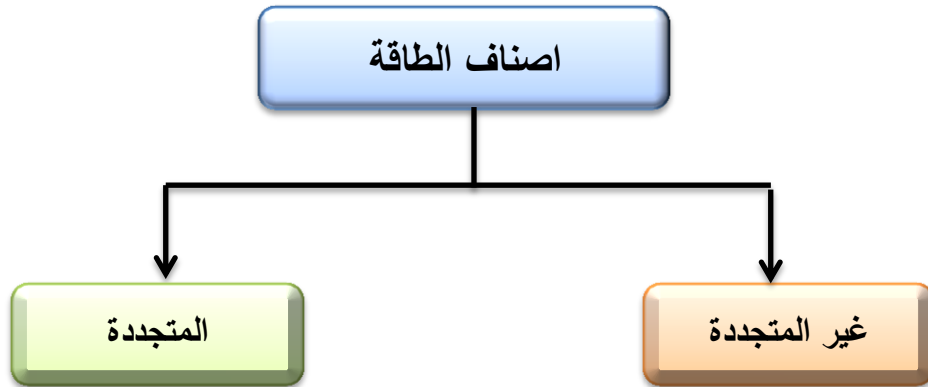 اصناف الطاقة
غير المتجددة
المتجددة